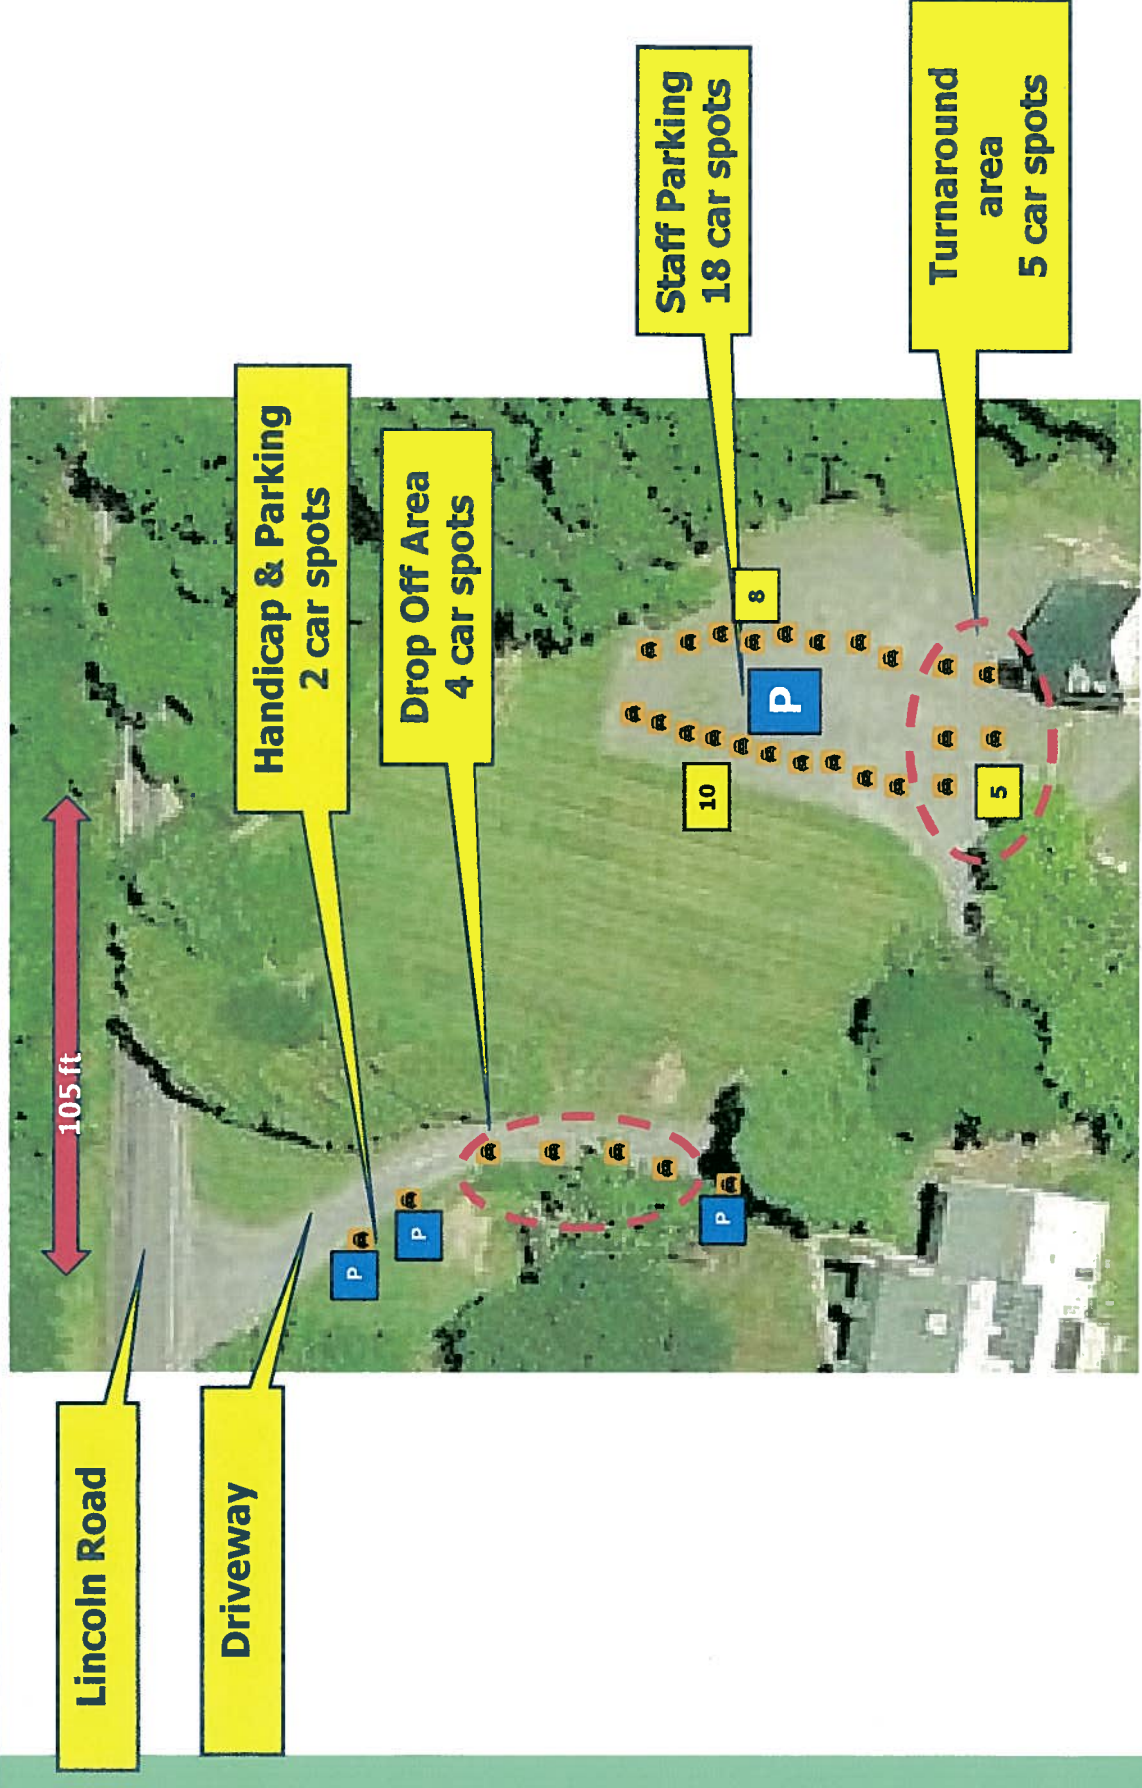 Lincoln Road
Driveway
105 ft
Handicap & Parking
2 car spots
Drop Off Area
4 car spots
Staff Parking
18 car spots
Turnaround
area
5 car spots
P
P
P
P
10
8
5